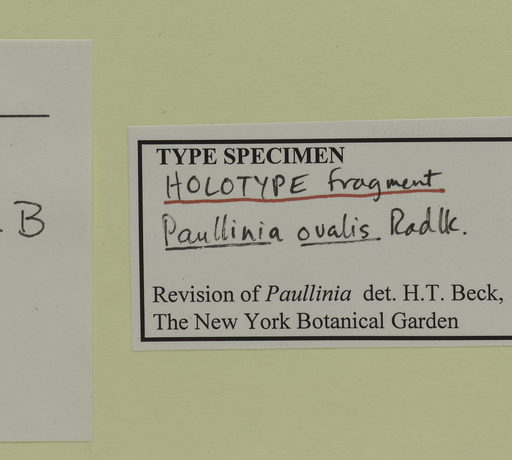 B
TYPE SPECIMEN
HOLOTYPE fragment
Paullinia ovalis Radlk.
Revision of Paullinia det. H.T. Beck,
The New York Botanical Garden